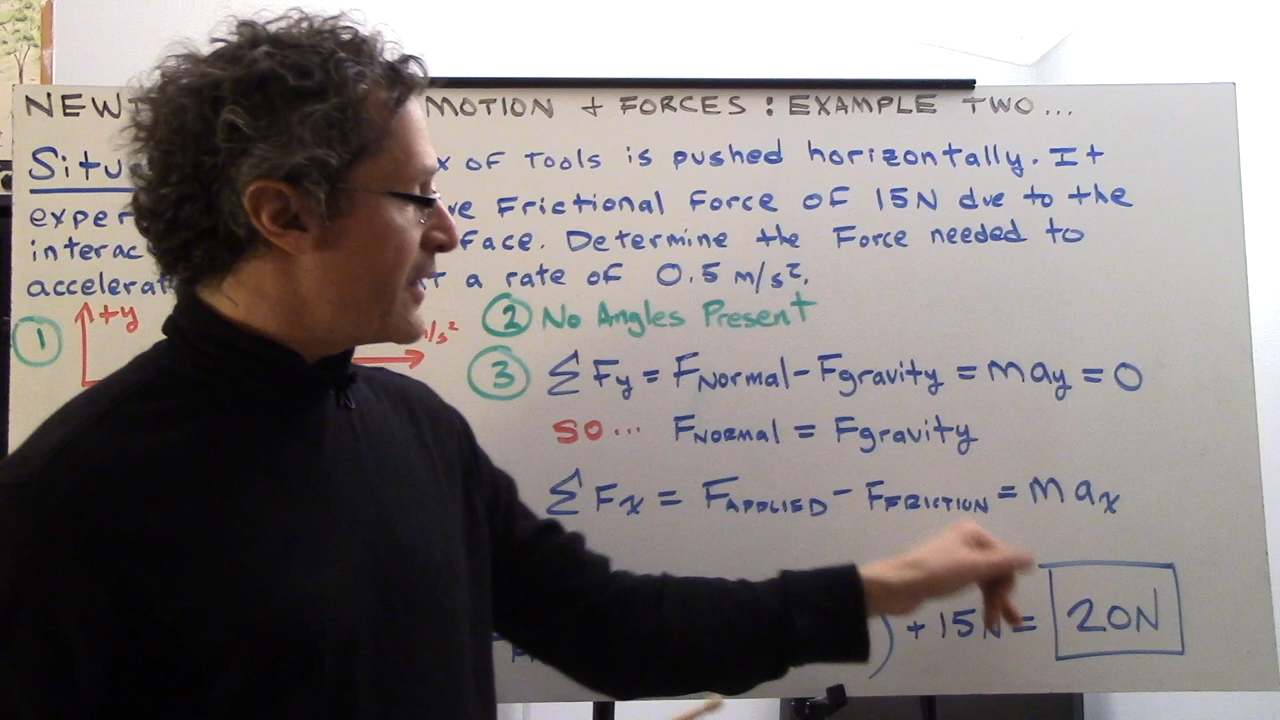 NEWT MOTION + FORCES: EXAMPLE TWO...
Situ x of Tools is pushed horizontally. It
exper ve Frictional Force of 15N due to the
interac face. Determine the Force needed to
accelerat t a rate of 0.5 m/s².
① +y /s² ② No Angles Present
③ ΣFy = FNormal - Fgravity = may = 0
SO... FNORMAL = Fgravity
ΣFx = FAPPLIED - FFRICTION = max
) + 15N = 20N